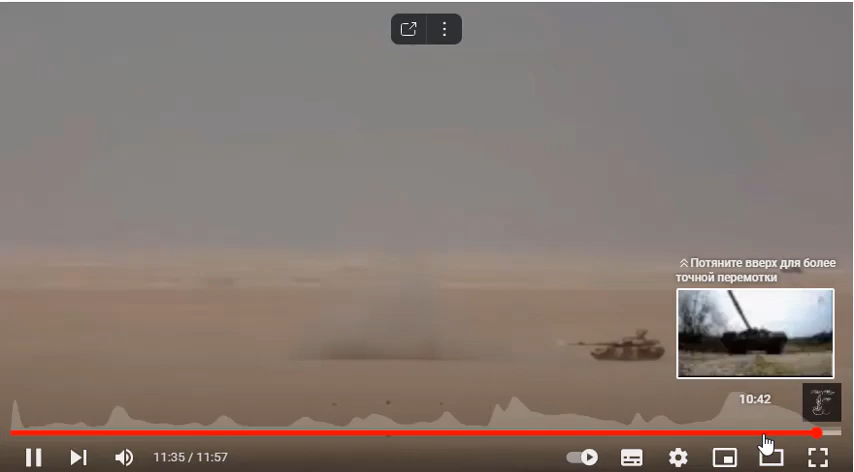 Потяните вверх для более
точной перемотки
10:42
11:35 / 11:57